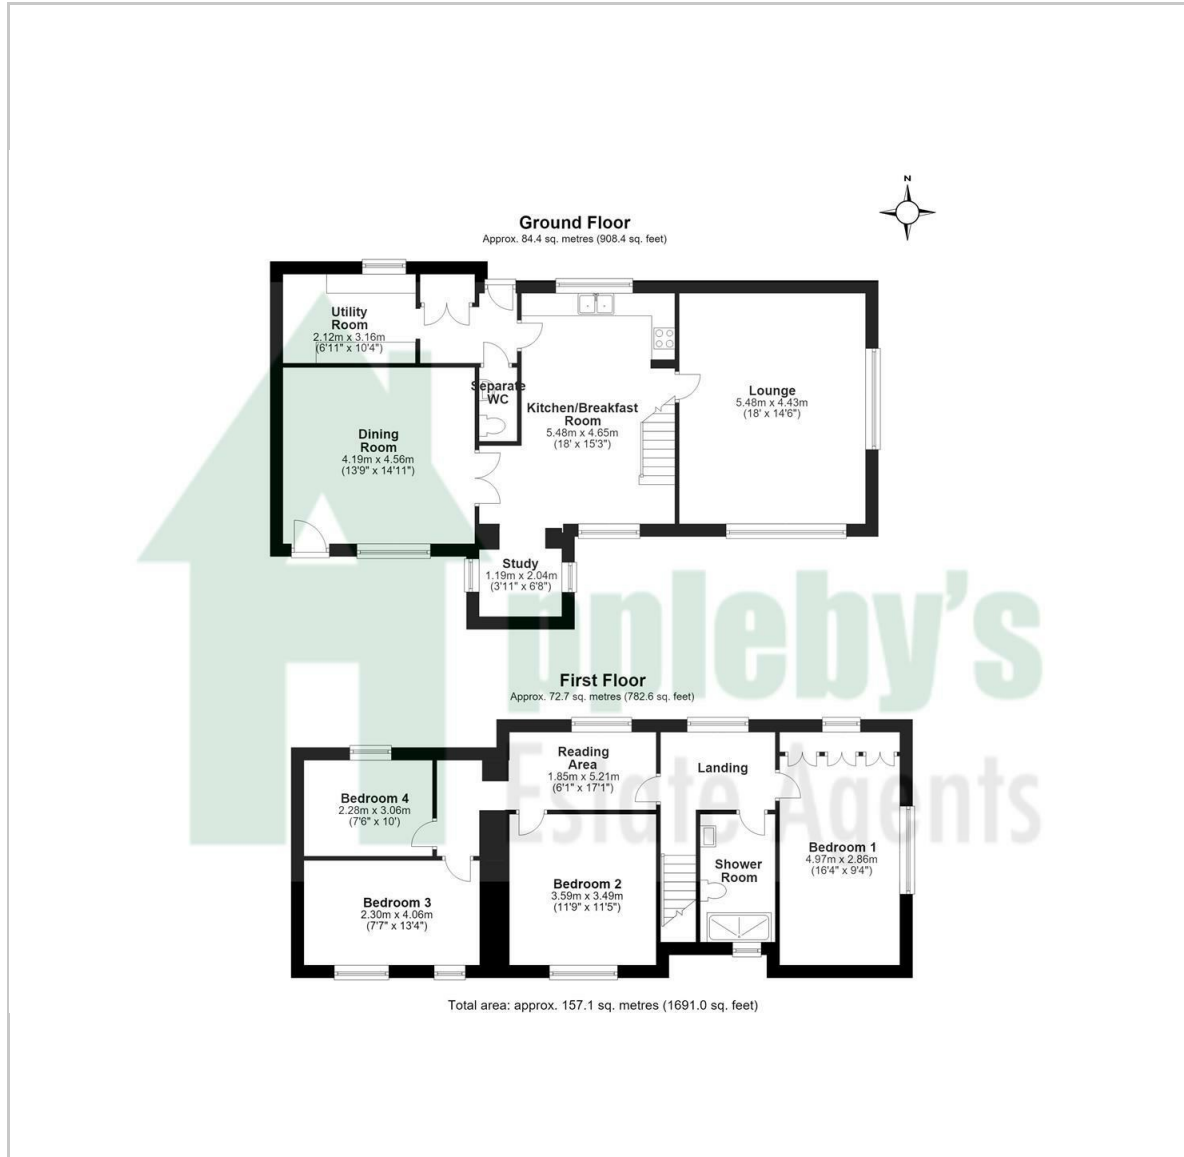 N
Ground Floor
Approx. 84.4 sq. metres (908.4 sq. feet)
Utility
Room
2.12m x 3.16m
(6'11" x 10'4")
Separate
WC
Kitchen/Breakfast
Room
5.48m x 4.65m
(18' x 15'3")
Lounge
5.48m x 4.43m
(18' x 14'6")
Dining
Room
4.19m x 4.56m
(13'9" x 14'11")
Study
1.19m x 2.04m
(3'11" x 6'8")
ppleby's
Estate Agents
First Floor
Approx. 72.7 sq. metres (782.6 sq. feet)
Reading
Area
1.85m x 5.21m
(6'1" x 17'1")
Landing
Bedroom 4
2.28m x 3.06m
(7'6" x 10')
Bedroom 1
4.97m x 2.86m
(16'4" x 9'4")
Shower
Room
Bedroom 2
3.59m x 3.49m
(11'9" x 11'5")
Bedroom 3
2.30m x 4.06m
(7'7" x 13'4")
Total area: approx. 157.1 sq. metres (1691.0 sq. feet)